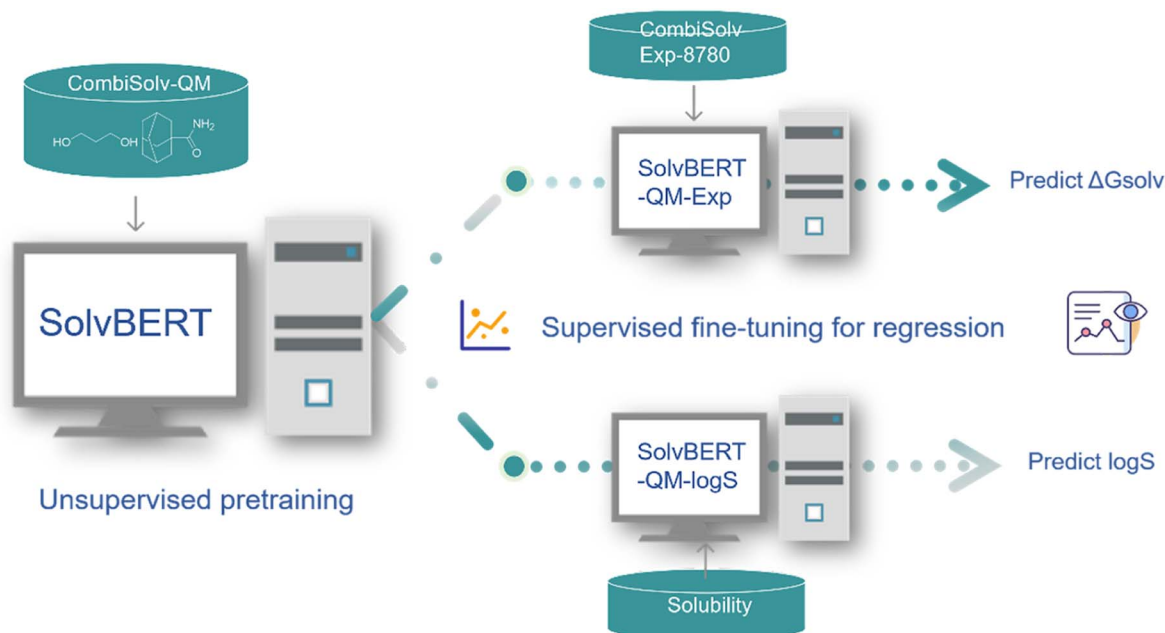 CombiSolv-QM
HO
OH
NH2
O
SolvBERT
Unsupervised pretraining
CombiSolv
Exp-8780
SolvBERT
-QM-Exp
Predict ΔGsolv
Supervised fine-tuning for regression
SolvBERT
-QM-logS
Predict logS
Solubility